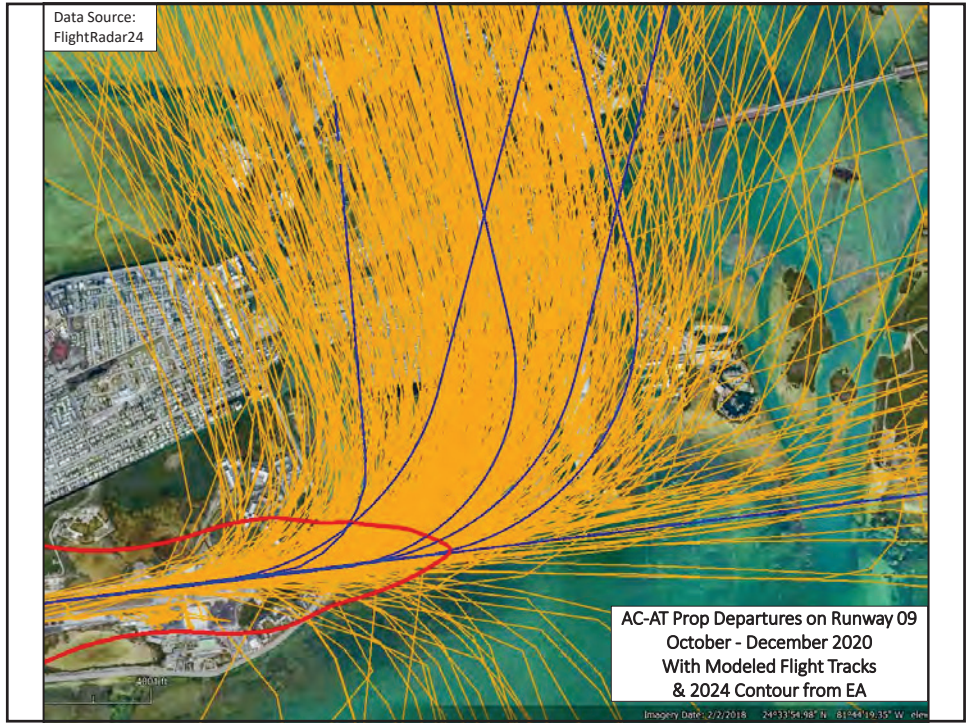 Data Source:
FlightRadar24
AC-AT Prop Departures on Runway 09
October - December 2020
With Modeled Flight Tracks
& 2024 Contour from EA
Imagery Date: 2/2/2018 24°33'54.98" N 81°44'19.35" W elev